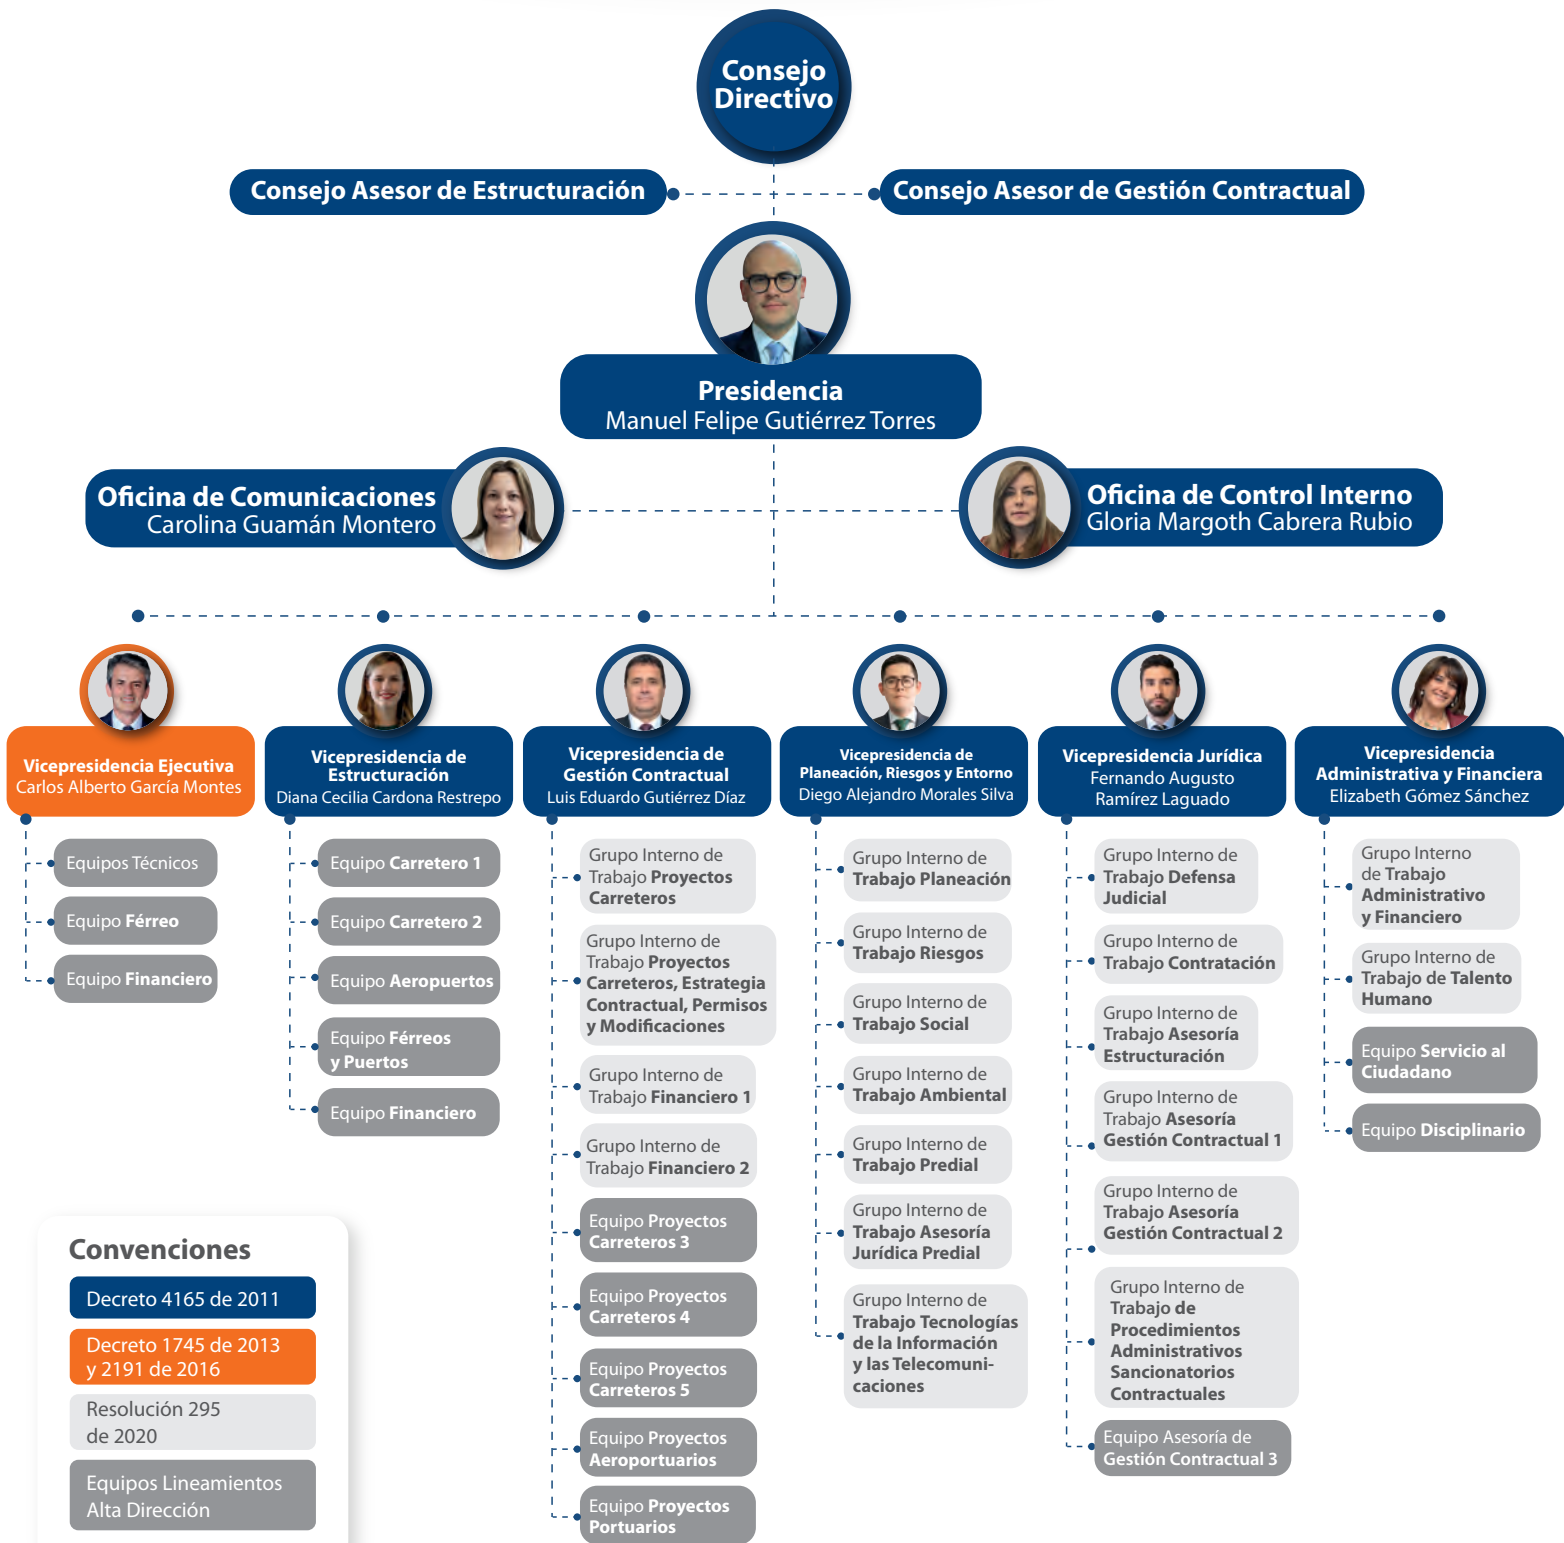 Consejo
Directivo
Consejo Asesor de Estructuración
Consejo Asesor de Gestión Contractual
Presidencia
Manuel Felipe Gutiérrez Torres
Oficina de Comunicaciones
Carolina Guamán Montero
Oficina de Control Interno
Gloria Margoth Cabrera Rubio
Vicepresidencia Ejecutiva
Carlos Alberto García Montes
Equipos Técnicos
Equipo Férreo
Equipo Financiero
Vicepresidencia de
Estructuración
Diana Cecilia Cardona Restrepo
Equipo Carretero 1
Equipo Carretero 2
Equipo Aeropuertos
Equipo Férreos
y Puertos
Equipo Financiero
Vicepresidencia de
Gestión Contractual
Luis Eduardo Gutiérrez Díaz
Grupo Interno de
Trabajo Proyectos
Carreteros
Grupo Interno de
Trabajo Proyectos
Carreteros, Estrategia
Contractual, Permisos
y Modificaciones
Grupo Interno de
Trabajo Financiero 1
Grupo Interno de
Trabajo Financiero 2
Equipo Proyectos
Carreteros 3
Equipo Proyectos
Carreteros 4
Equipo Proyectos
Carreteros 5
Equipo Proyectos
Aeroportuarios
Equipo Proyectos
Portuarios
Vicepresidencia de
Planeación, Riesgos y Entorno
Diego Alejandro Morales Silva
Grupo Interno de
Trabajo Planeación
Grupo Interno de
Trabajo Riesgos
Grupo Interno de
Trabajo Social
Grupo Interno de
Trabajo Ambiental
Grupo Interno de
Trabajo Predial
Grupo Interno de
Trabajo Asesoría
Jurídica Predial
Grupo Interno de
Trabajo Tecnologías
de la Información
y las Telecomuni-
caciones
Vicepresidencia Jurídica
Fernando Augusto
Ramírez Laguado
Grupo Interno de
Trabajo Defensa
Judicial
Grupo Interno de
Trabajo Contratación
Grupo Interno de
Trabajo Asesoría
Estructuración
Grupo Interno de
Trabajo Asesoría
Gestión Contractual 1
Grupo Interno de
Trabajo Asesoría
Gestión Contractual 2
Grupo Interno de
Trabajo de
Procedimientos
Administrativos
Sancionatorios
Contractuales
Equipo Asesoría de
Gestión Contractual 3
Vicepresidencia
Administrativa y Financiera
Elizabeth Gómez Sánchez
Grupo Interno
de Trabajo
Administrativo
y Financiero
Grupo Interno de
Trabajo de Talento
Humano
Equipo Servicio al
Ciudadano
Equipo Disciplinario
Convenciones
Decreto 4165 de 2011
Decreto 1745 de 2013
y 2191 de 2016
Resolución 295
de 2020
Equipos Lineamientos
Alta Dirección